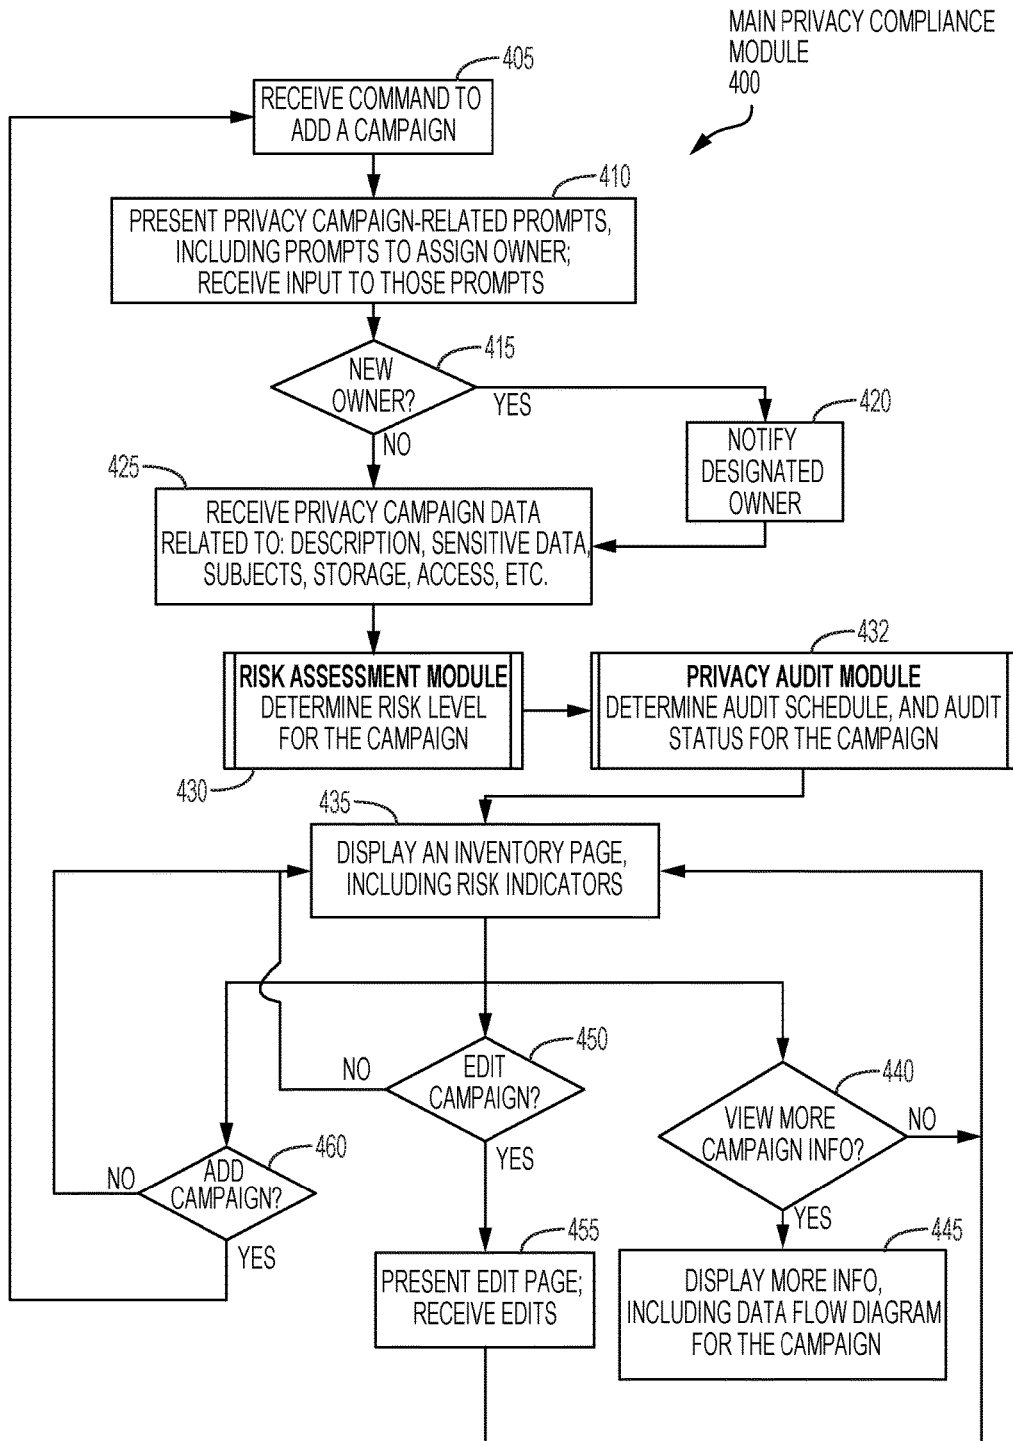 MAIN PRIVACY COMPLIANCE
MODULE
400
405
RECEIVE COMMAND TO
ADD A CAMPAIGN
410
PRESENT PRIVACY CAMPAIGN-RELATED PROMPTS,
INCLUDING PROMPTS TO ASSIGN OWNER;
RECEIVE INPUT TO THOSE PROMPTS
415
NEW
OWNER?
YES
NO
420
NOTIFY
DESIGNATED
OWNER
425
RECEIVE PRIVACY CAMPAIGN DATA
RELATED TO: DESCRIPTION, SENSITIVE DATA,
SUBJECTS, STORAGE, ACCESS, ETC.
RISK ASSESSMENT MODULE
DETERMINE RISK LEVEL
FOR THE CAMPAIGN
430
432
PRIVACY AUDIT MODULE
DETERMINE AUDIT SCHEDULE, AND AUDIT
STATUS FOR THE CAMPAIGN
435
DISPLAY AN INVENTORY PAGE,
INCLUDING RISK INDICATORS
450
EDIT
CAMPAIGN?
NO
YES
440
VIEW MORE
CAMPAIGN INFO?
NO
YES
460
ADD
CAMPAIGN?
NO
YES
455
PRESENT EDIT PAGE;
RECEIVE EDITS
445
DISPLAY MORE INFO,
INCLUDING DATA FLOW DIAGRAM
FOR THE CAMPAIGN